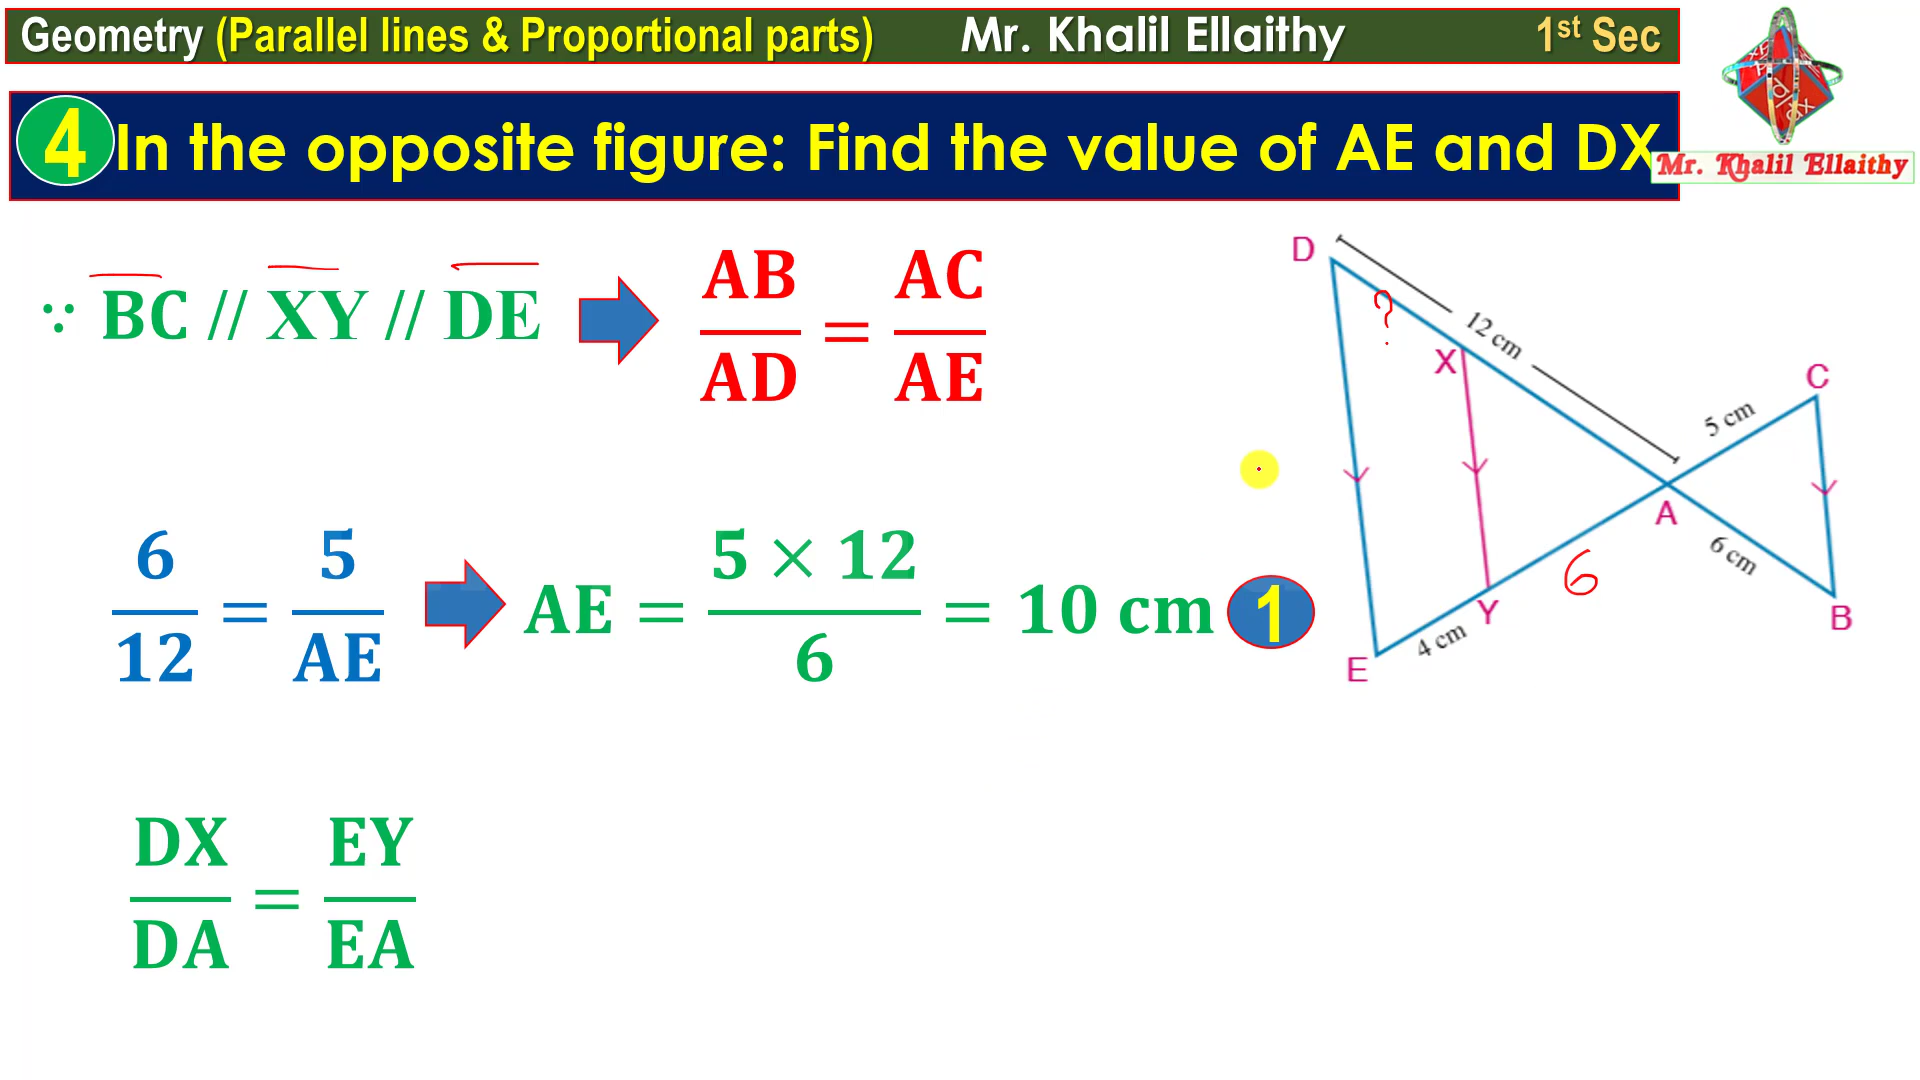 Geometry (Parallel lines & Proportional parts) Mr. Khalil Ellaithy 1st Sec
4 In the opposite figure: Find the value of AE and DX
Mr. Khalil Ellaithy
∵ BC // XY // DE
AB/AD = AC/AE
6/12 = 5/AE
AE = 5 × 12/6 = 10 cm 1
DX/DA = EY/EA
D
?
12 cm
X
C
5 cm
A
6 cm
6
B
Y
4 cm
E